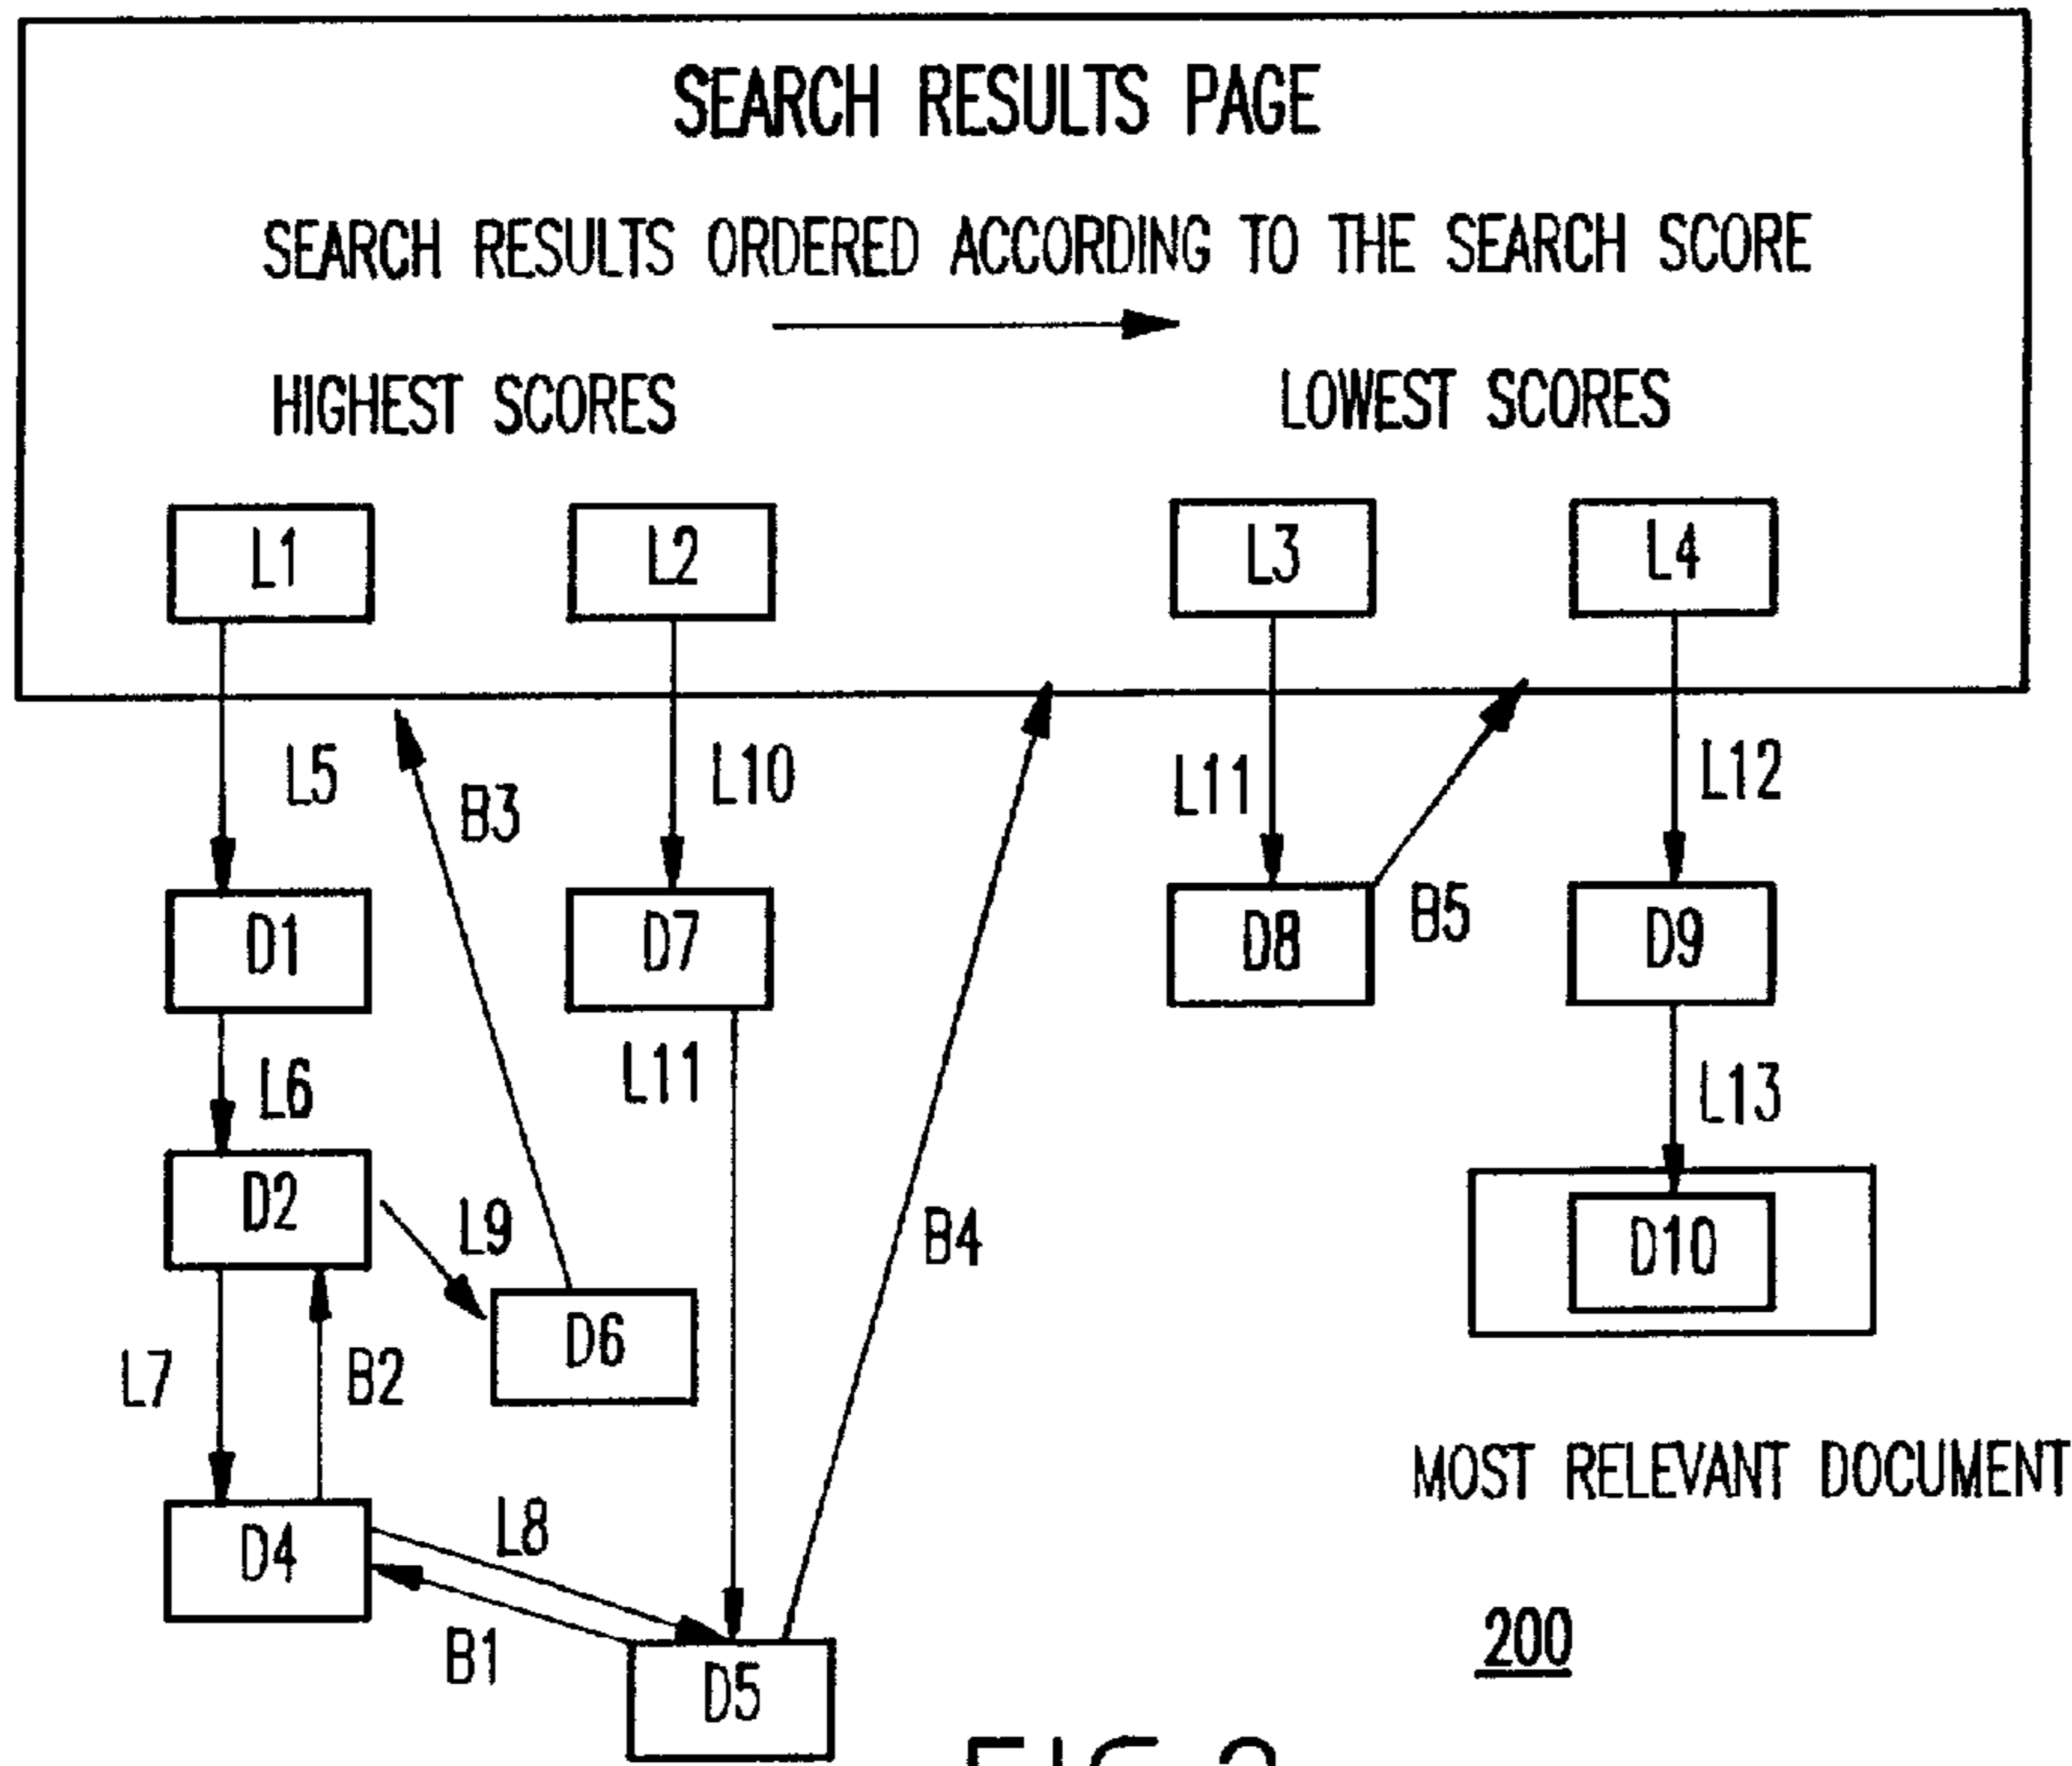 SEARCH RESULTS PAGE
SEARCH RESULTS ORDERED ACCORDING TO THE SEARCH SCORE
HIGHEST SCORES LOWEST SCORES
L1 L2 L3 L4
L5 B3 L10 L11 B5 L12
D1 D7 D8 D9
L6 L11 L13
D2 L9 B4 D10
D6
L7 B2
MOST RELEVANT DOCUMENT
D4 L8
B1 D5
200